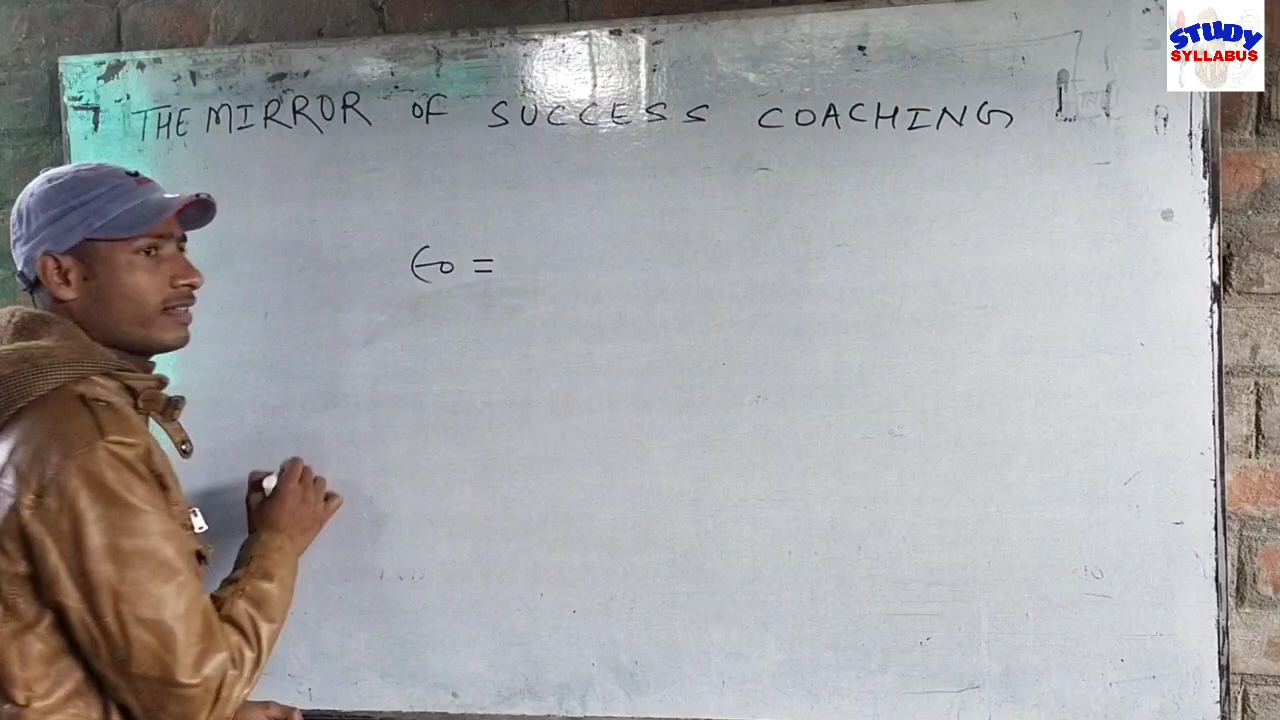 THE MIRROR OF SUCCESS COACHING
STUDY
SYLLABUS
ϵ₀ =